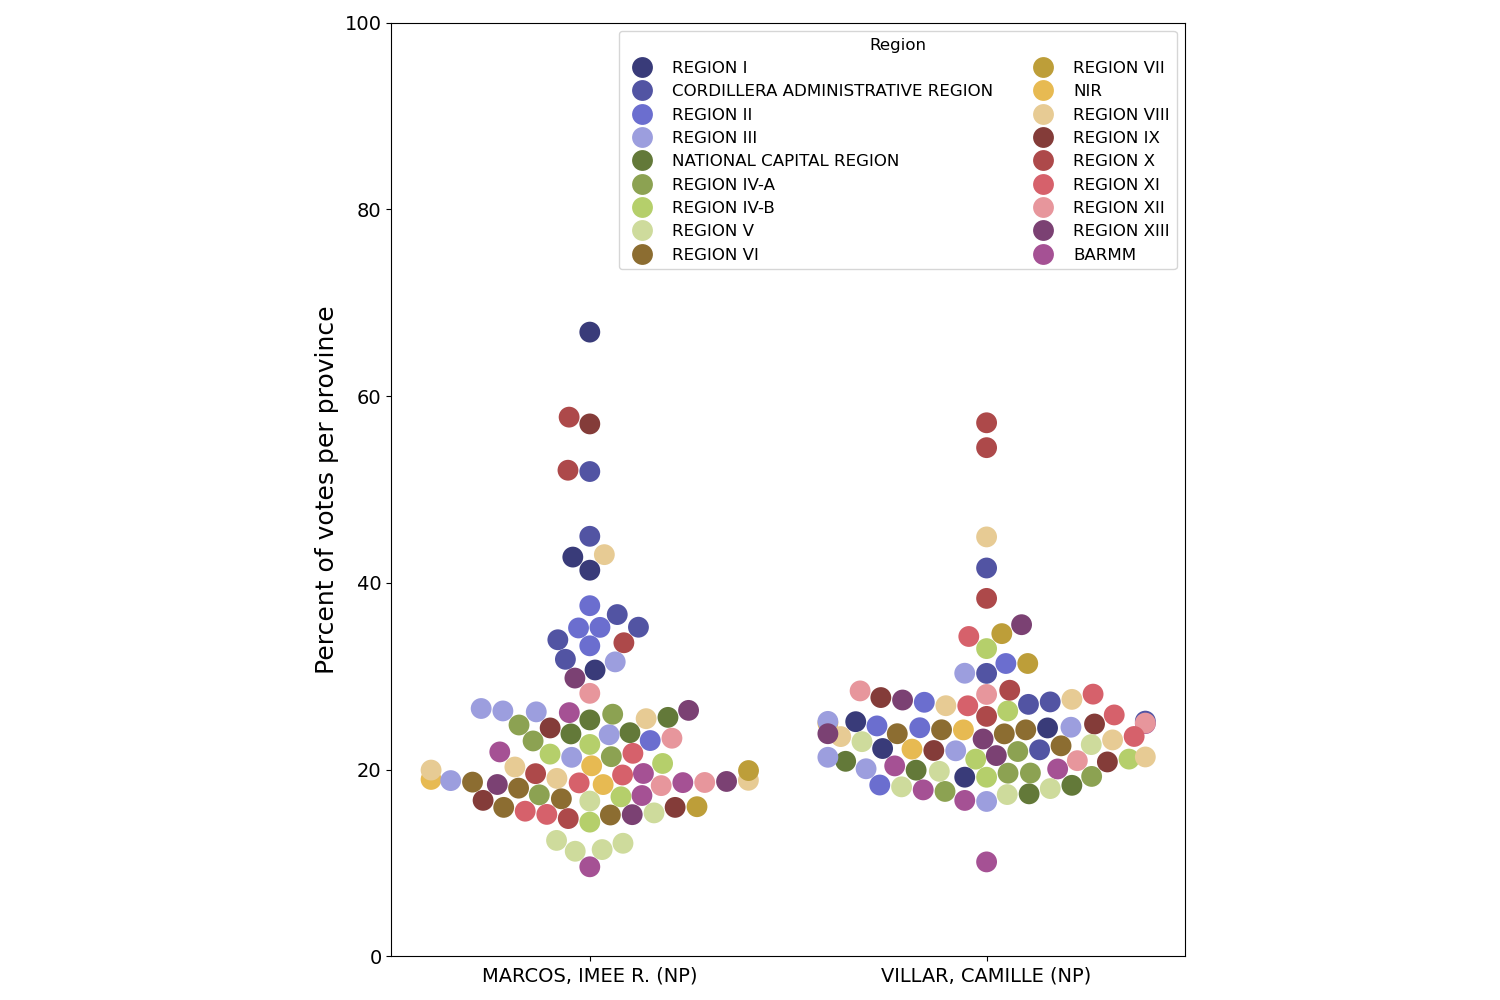 100
80
60
40
20
0
Percent of votes per province
Region
REGION I
CORDILLERA ADMINISTRATIVE REGION
REGION II
REGION III
NATIONAL CAPITAL REGION
REGION IV-A
REGION IV-B
REGION V
REGION VI
REGION VII
NIR
REGION VIII
REGION IX
REGION X
REGION XI
REGION XII
REGION XIII
BARMM
MARCOS, IMEE R. (NP)
VILLAR, CAMILLE (NP)